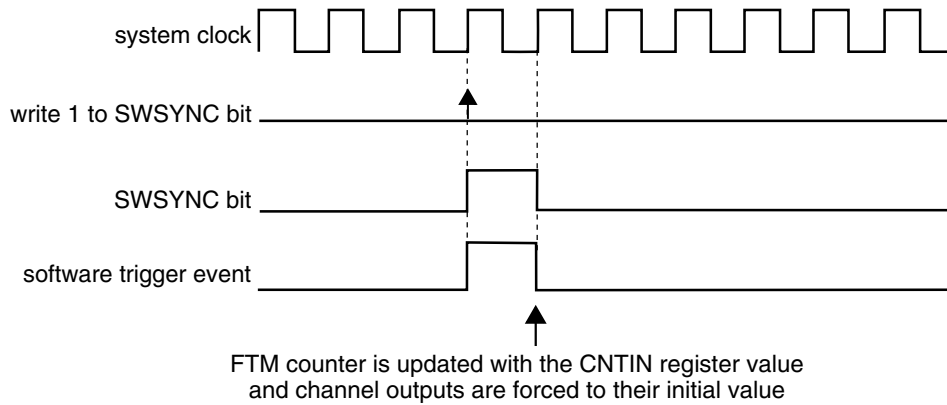 system clock
write 1 to SWSYNC bit
SWSYNC bit
software trigger event
FTM counter is updated with the CNTIN register value
and channel outputs are forced to their initial value